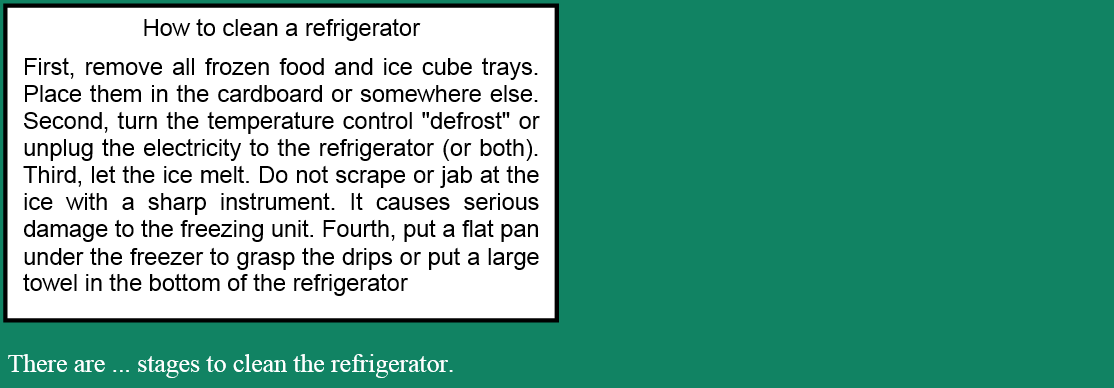 How to clean a refrigerator
First, remove all frozen food and ice cube trays.
Place them in the cardboard or somewhere else.
Second, turn the temperature control "defrost" or
unplug the electricity to the refrigerator (or both).
Third, let the ice melt. Do not scrape or jab at the
ice with a sharp instrument. It causes serious
damage to the freezing unit. Fourth, put a flat pan
under the freezer to grasp the drips or put a large
towel in the bottom of the refrigerator
There are ... stages to clean the refrigerator.